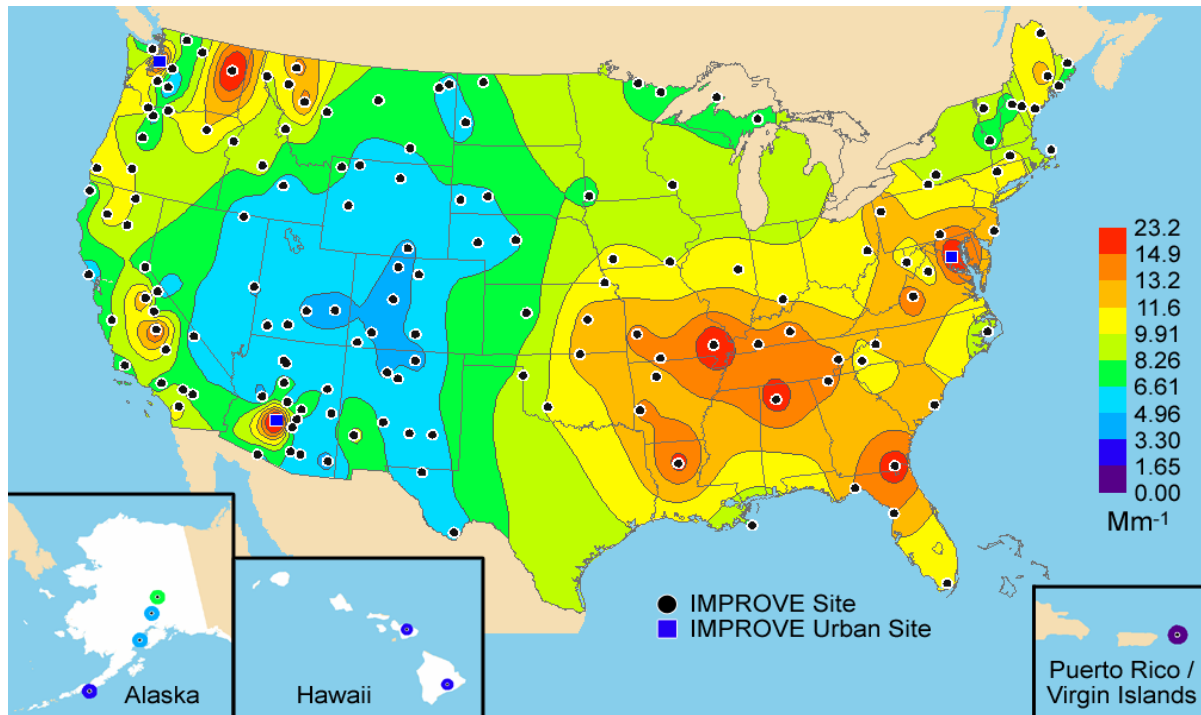 23.2
14.9
13.2
11.6
9.91
8.26
6.61
4.96
3.30
1.65
0.00
Mm-1
IMPROVE Site
IMPROVE Urban Site
Alaska
Hawaii
Puerto Rico /
Virgin Islands